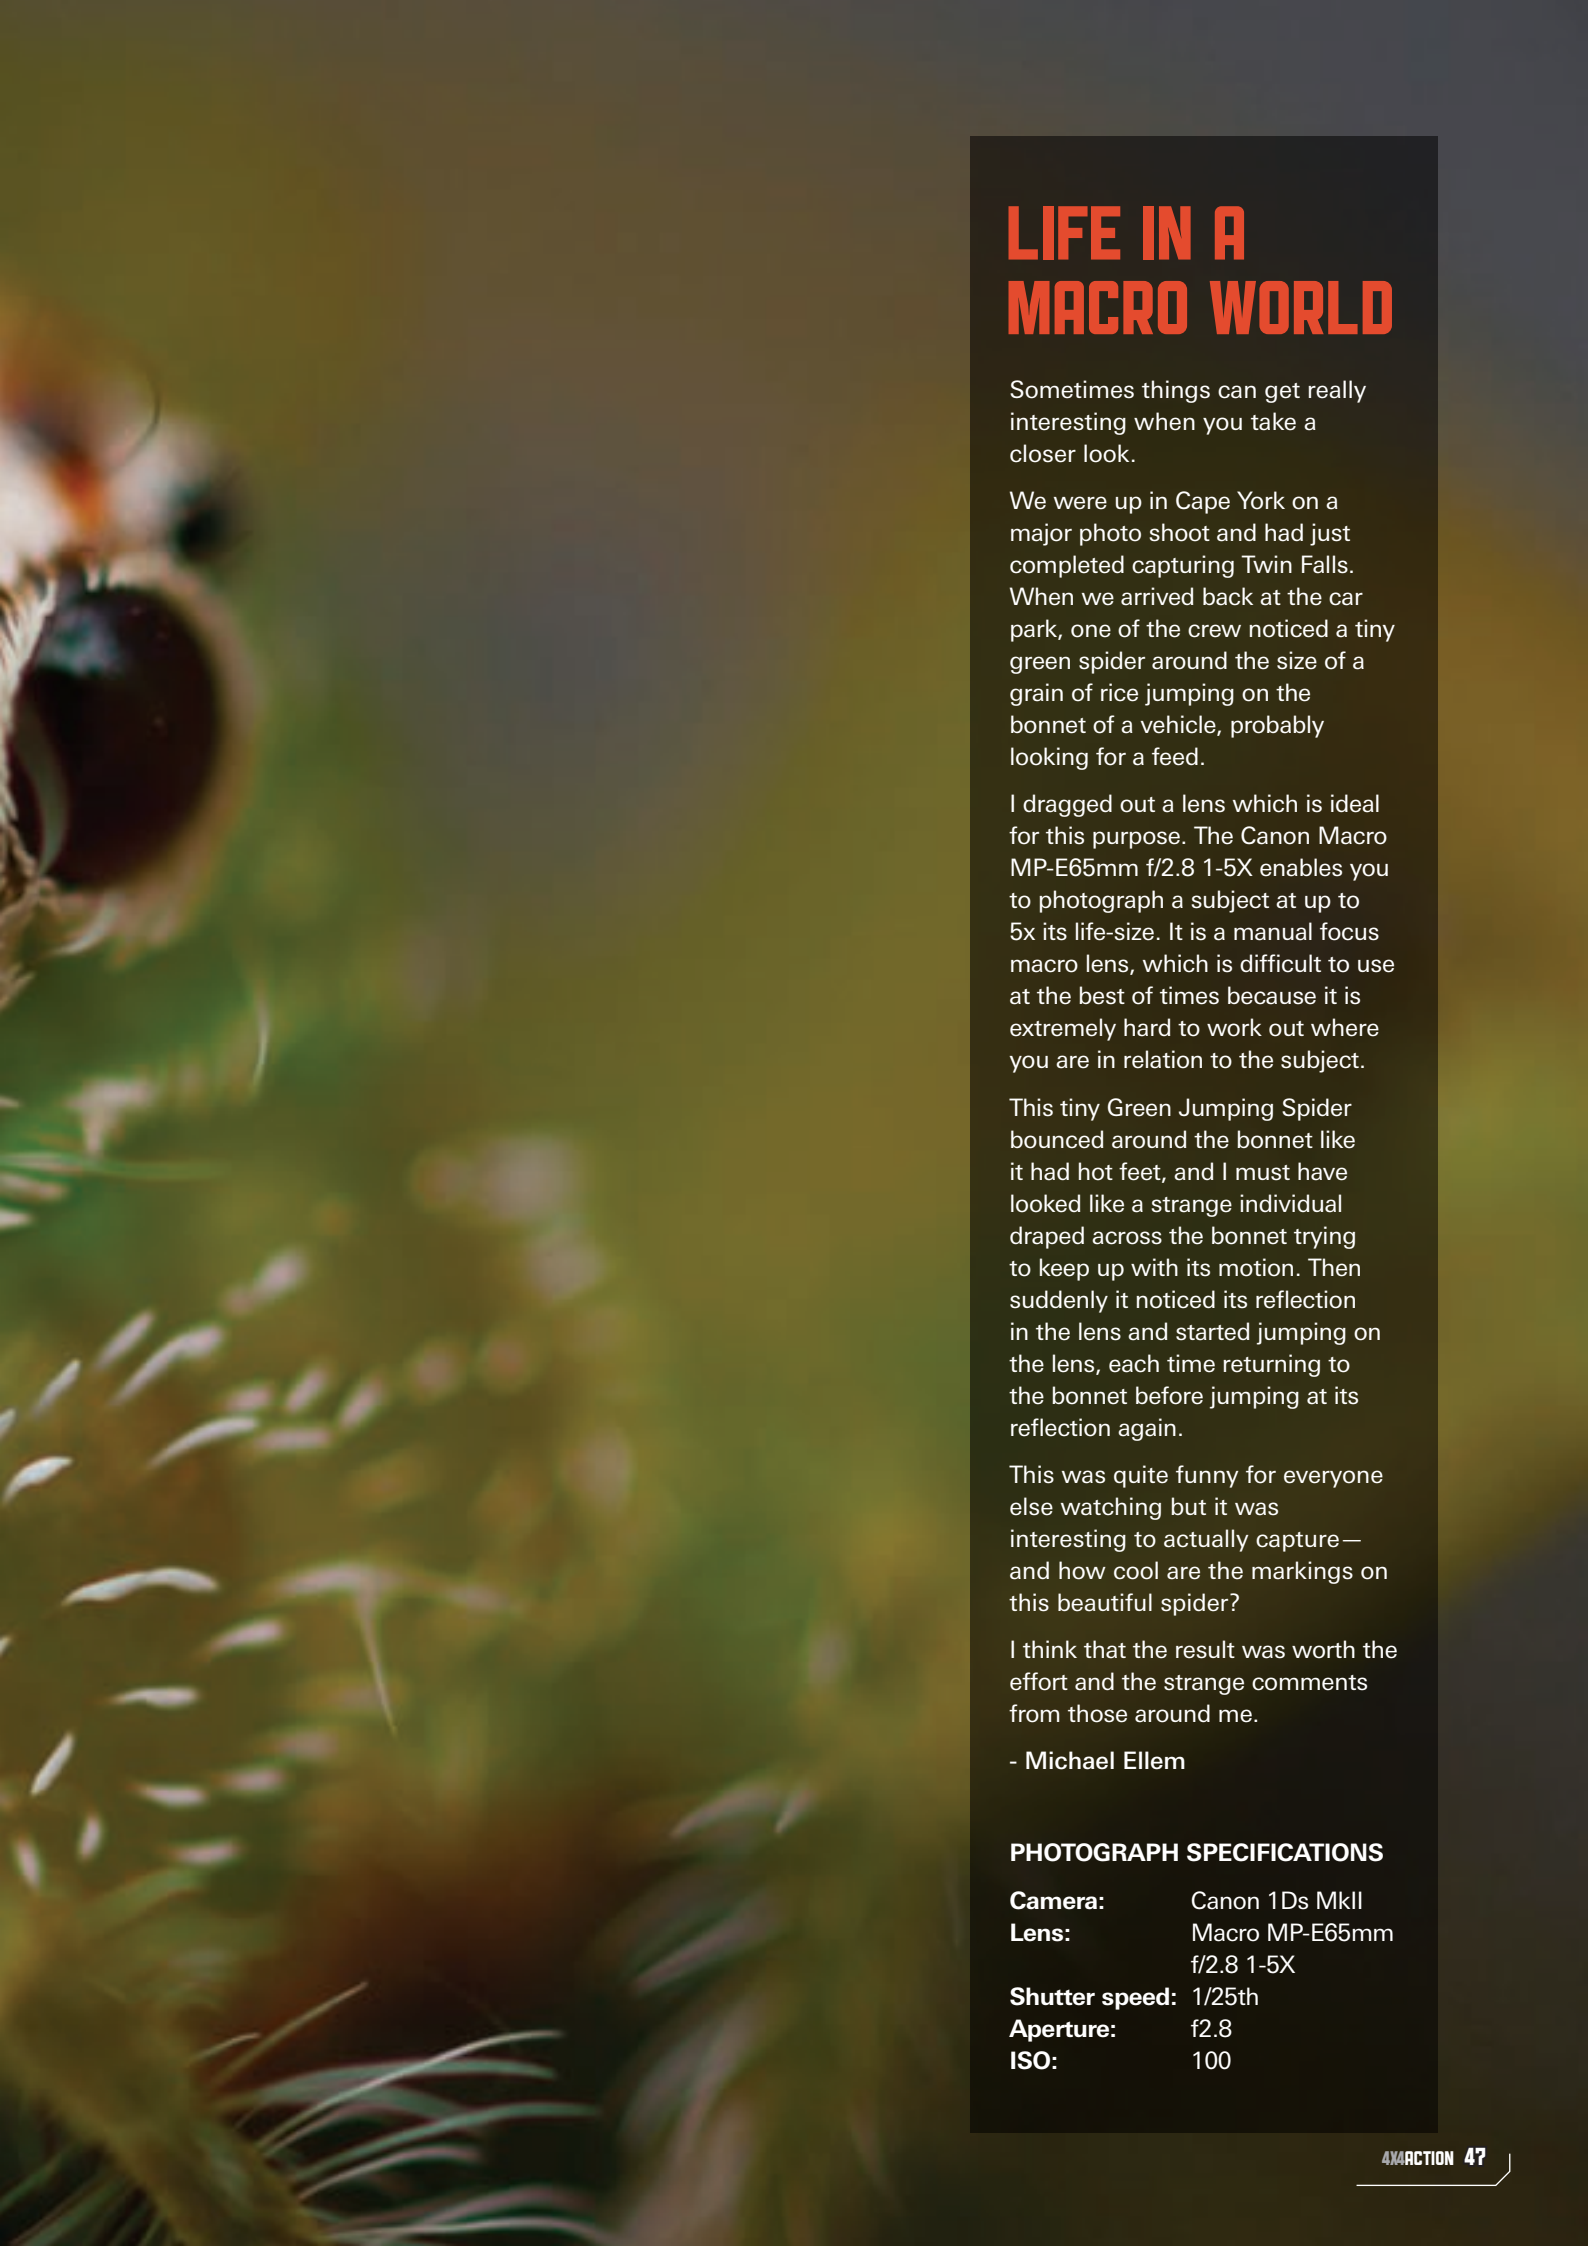 LIFE IN A
MACRO WORLD
Sometimes things can get really
interesting when you take a
closer look.
We were up in Cape York on a
major photo shoot and had just
completed capturing Twin Falls.
When we arrived back at the car
park, one of the crew noticed a tiny
green spider around the size of a
grain of rice jumping on the
bonnet of a vehicle, probably
looking for a feed.
I dragged out a lens which is ideal
for this purpose. The Canon Macro
MP-E65mm f/2.8 1-5X enables you
to photograph a subject at up to
5x its life-size. It is a manual focus
macro lens, which is difficult to use
at the best of times because it is
extremely hard to work out where
you are in relation to the subject.
This tiny Green Jumping Spider
bounced around the bonnet like
it had hot feet, and I must have
looked like a strange individual
draped across the bonnet trying
to keep up with its motion. Then
suddenly it noticed its reflection
in the lens and started jumping on
the lens, each time returning to
the bonnet before jumping at its
reflection again.
This was quite funny for everyone
else watching but it was
interesting to actually capture—
and how cool are the markings on
this beautiful spider?
I think that the result was worth the
effort and the strange comments
from those around me.
- Michael Ellem
PHOTOGRAPH SPECIFICATIONS
Camera: Canon 1Ds MkII
Lens: Macro MP-E65mm
f/2.8 1-5X
Shutter speed: 1/25th
Aperture: f2.8
ISO: 100
4X4ACTION 47